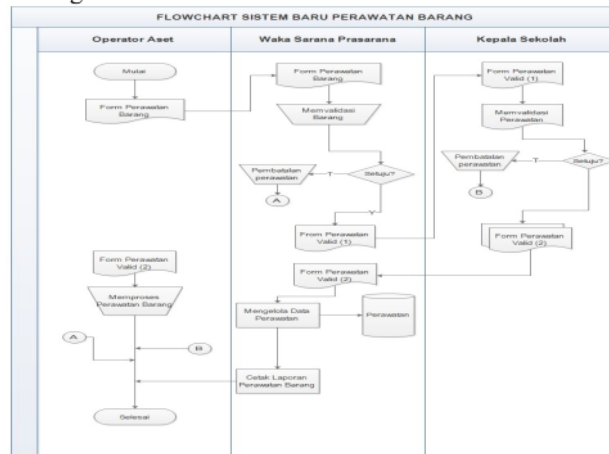 FLOWCHART SISTEM BARU PERAWATAN BARANG
Operator Aset
Waka Sarana Prasarana
Kepala Sekolah
Mulai
Form Perawatan
Barang
Form Perawatan
Barang
Memvalidasi
Barang
Setuju?
T
Pembatalan
perawatan
A
Y
From Perawatan
Valid (1)
Form Perawatan
Valid (1)
Memvalidasi
Perawatan
Setuju?
T
Pembatalan
perawatan
B
Form Perawatan
Valid (2)
Form Perawatan
Valid (2)
Mengelola Data
Perawatan
Perawatan
Cetak Laporan
Perawatan Barang
Form Perawatan
Valid (2)
Memproses
Perawatan Barang
A
B
Selesai